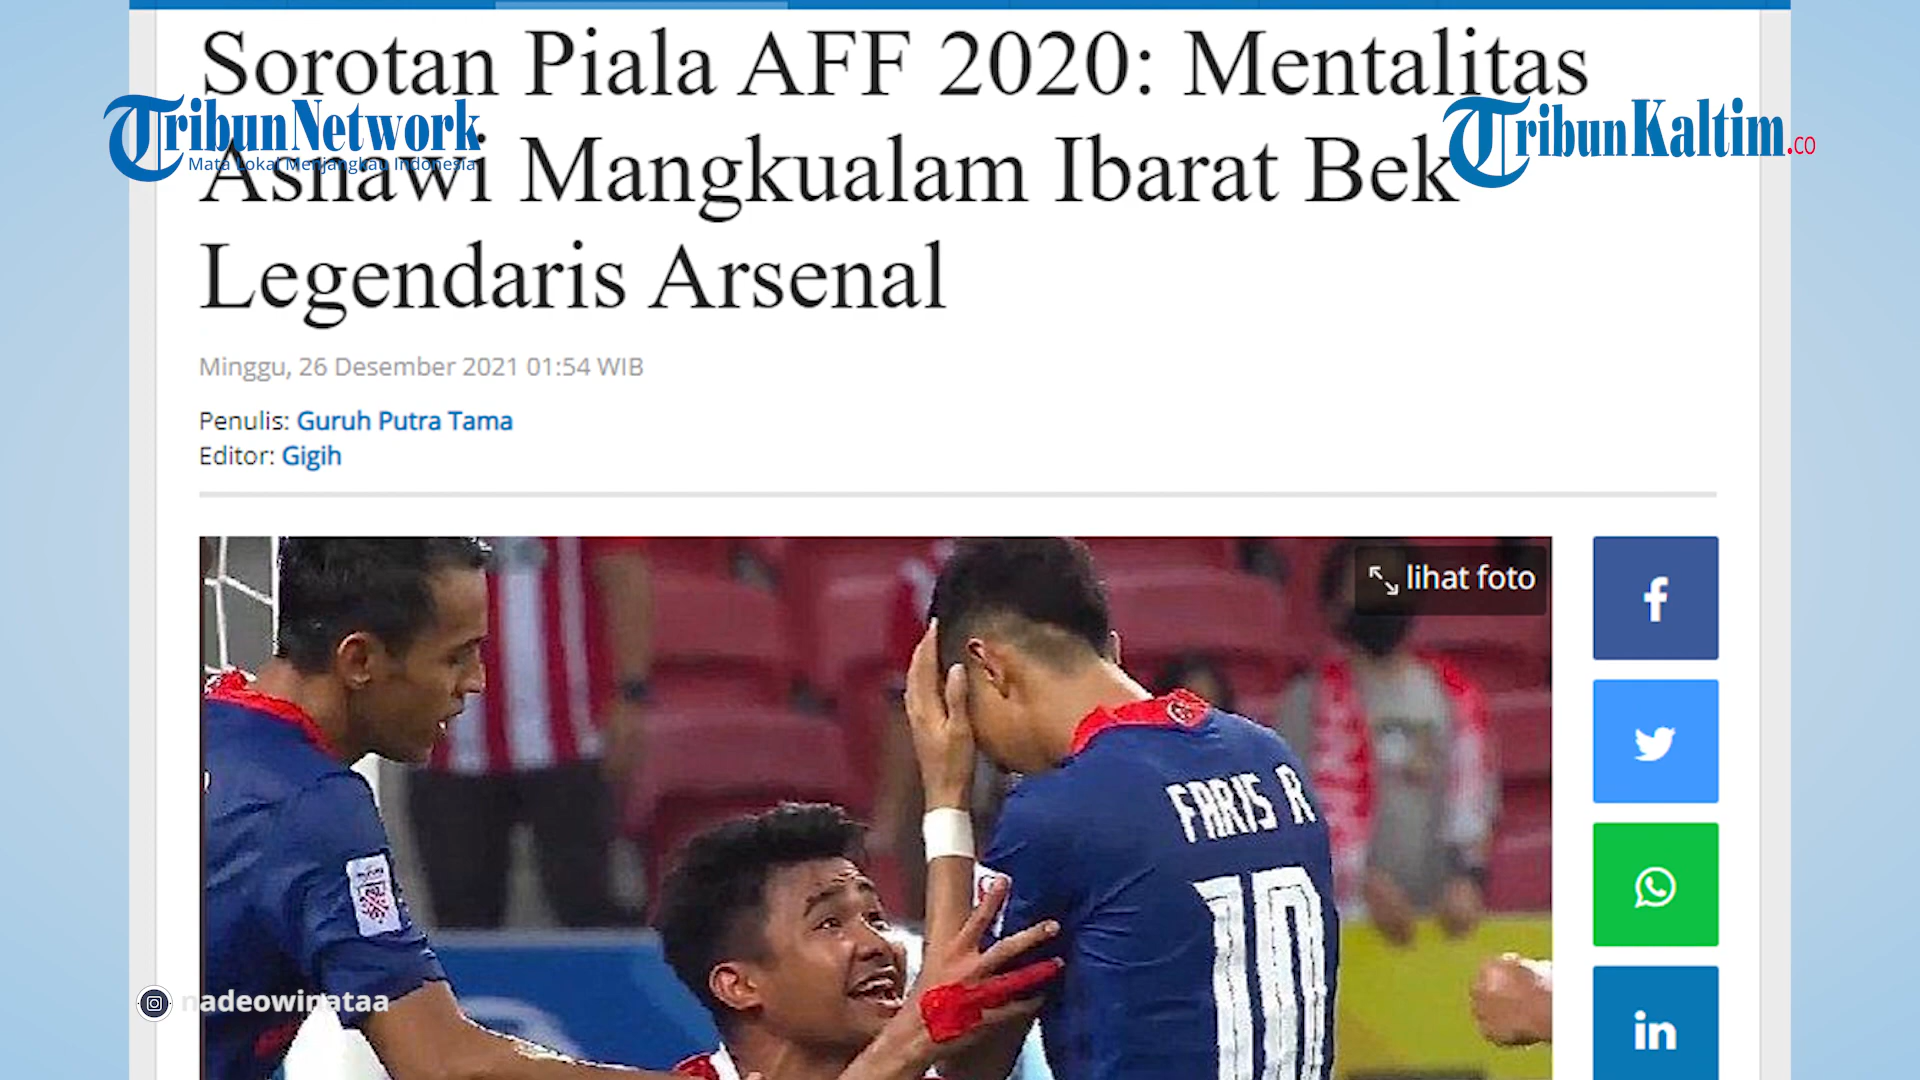 Sorotan Piala AFF 2020: Mentalitas
Asnawi Mangkualam Ibarat Bek
Legendaris Arsenal
TribunNetwork
Mata Lokal Menjangkau Indonesia
TribunKaltim.co
Minggu, 26 Desember 2021 01:54 WIB
Penulis: Guruh Putra Tama
Editor: Gigih
lihat foto
FARIS R
10
nadeowinataa